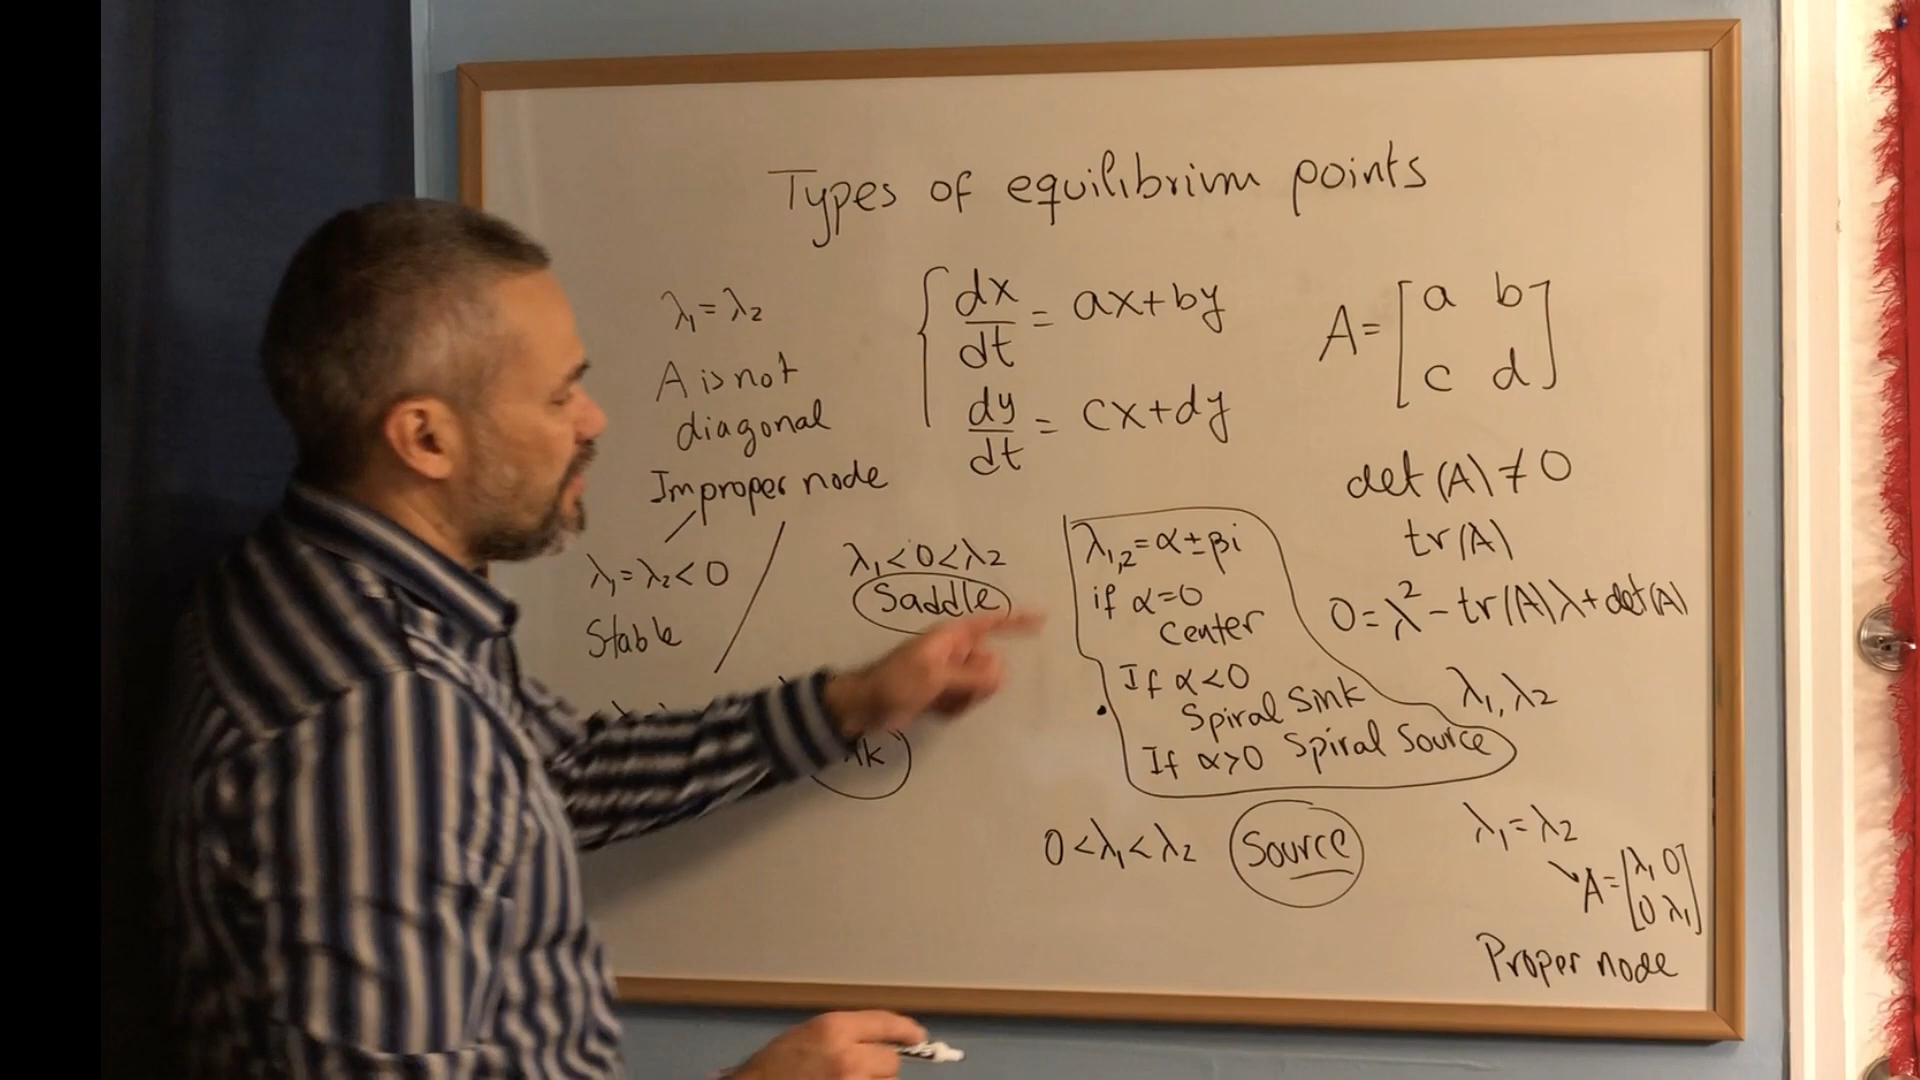 Types of equilibrium points
λ₁=λ₂
A is not
diagonal
Improper node
λ₁=λ₂<0
Stable
dx/dt = ax+by
dy/dt = cx+dy
A=[a b
c d]
det(A)≠0
tr(A)
0=λ²-tr(A)λ+det(A)
λ₁,λ₂
λ₁<0<λ₂
Saddle
λ₁,₂=α±βi
if α=0
Center
If α<0
Spiral Sink
If α>0 Spiral Source
0<λ₁<λ₂ Source
λ₁=λ₂
A=[λ₁ 0
0 λ₁]
Proper node